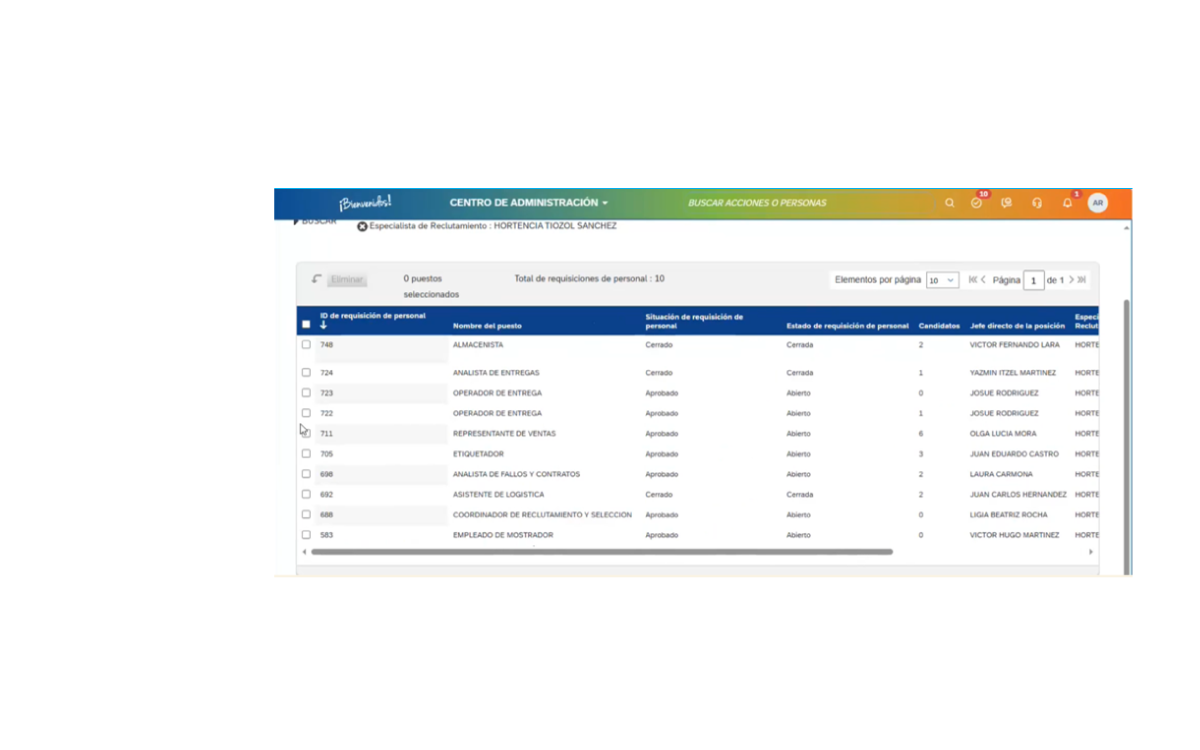 ¡Bienvenidos!
CENTRO DE ADMINISTRACIÓN
BUSCAR ACCIONES O PERSONAS
10
1
AR
BUSCAR
Especialista de Reclutamiento : HORTENCIA TIOZOL SANCHEZ
Eliminar
0 puestos seleccionados
Total de requisiciones de personal : 10
Elementos por página 10
Página 1 de 1
ID de requisición de personal Nombre del puesto Situación de requisición de personal Estado de requisición de personal Candidatos Jefe directo de la posición Especi Reclut
748 ALMACENISTA Cerrado Cerrada 2 VICTOR FERNANDO LARA HORTE
724 ANALISTA DE ENTREGAS Cerrado Cerrada 1 YAZMIN ITZEL MARTINEZ HORTE
723 OPERADOR DE ENTREGA Aprobado Abierto 0 JOSUE RODRIGUEZ HORTE
722 OPERADOR DE ENTREGA Aprobado Abierto 1 JOSUE RODRIGUEZ HORTE
711 REPRESENTANTE DE VENTAS Aprobado Abierto 6 OLGA LUCIA MORA HORTE
705 ETIQUETADOR Aprobado Abierto 3 JUAN EDUARDO CASTRO HORTE
698 ANALISTA DE FALLOS Y CONTRATOS Aprobado Abierto 2 LAURA CARMONA HORTE
692 ASISTENTE DE LOGISTICA Cerrado Cerrada 2 JUAN CARLOS HERNANDEZ HORTE
688 COORDINADOR DE RECLUTAMIENTO Y SELECCION Aprobado Abierto 0 LIGIA BEATRIZ ROCHA HORTE
583 EMPLEADO DE MOSTRADOR Aprobado Abierto 0 VICTOR HUGO MARTINEZ HORTE